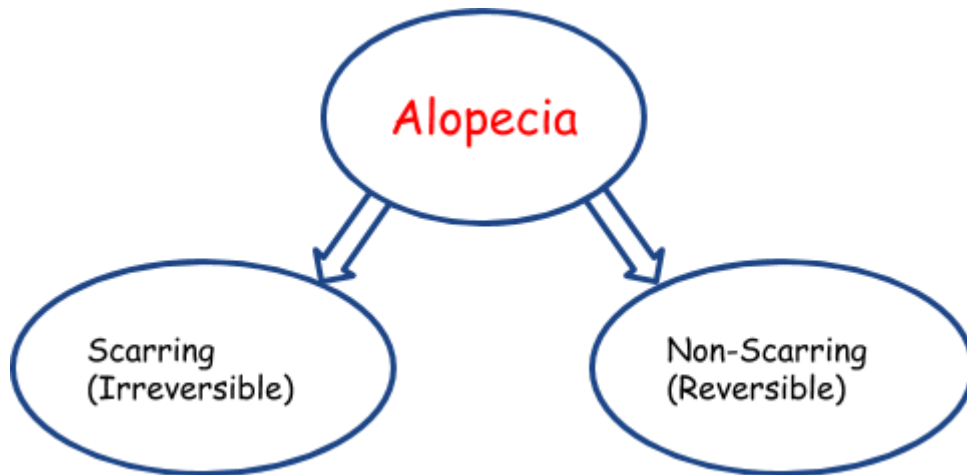 Alopecia
Scarring
(Irreversible)
Non-Scarring
(Reversible)